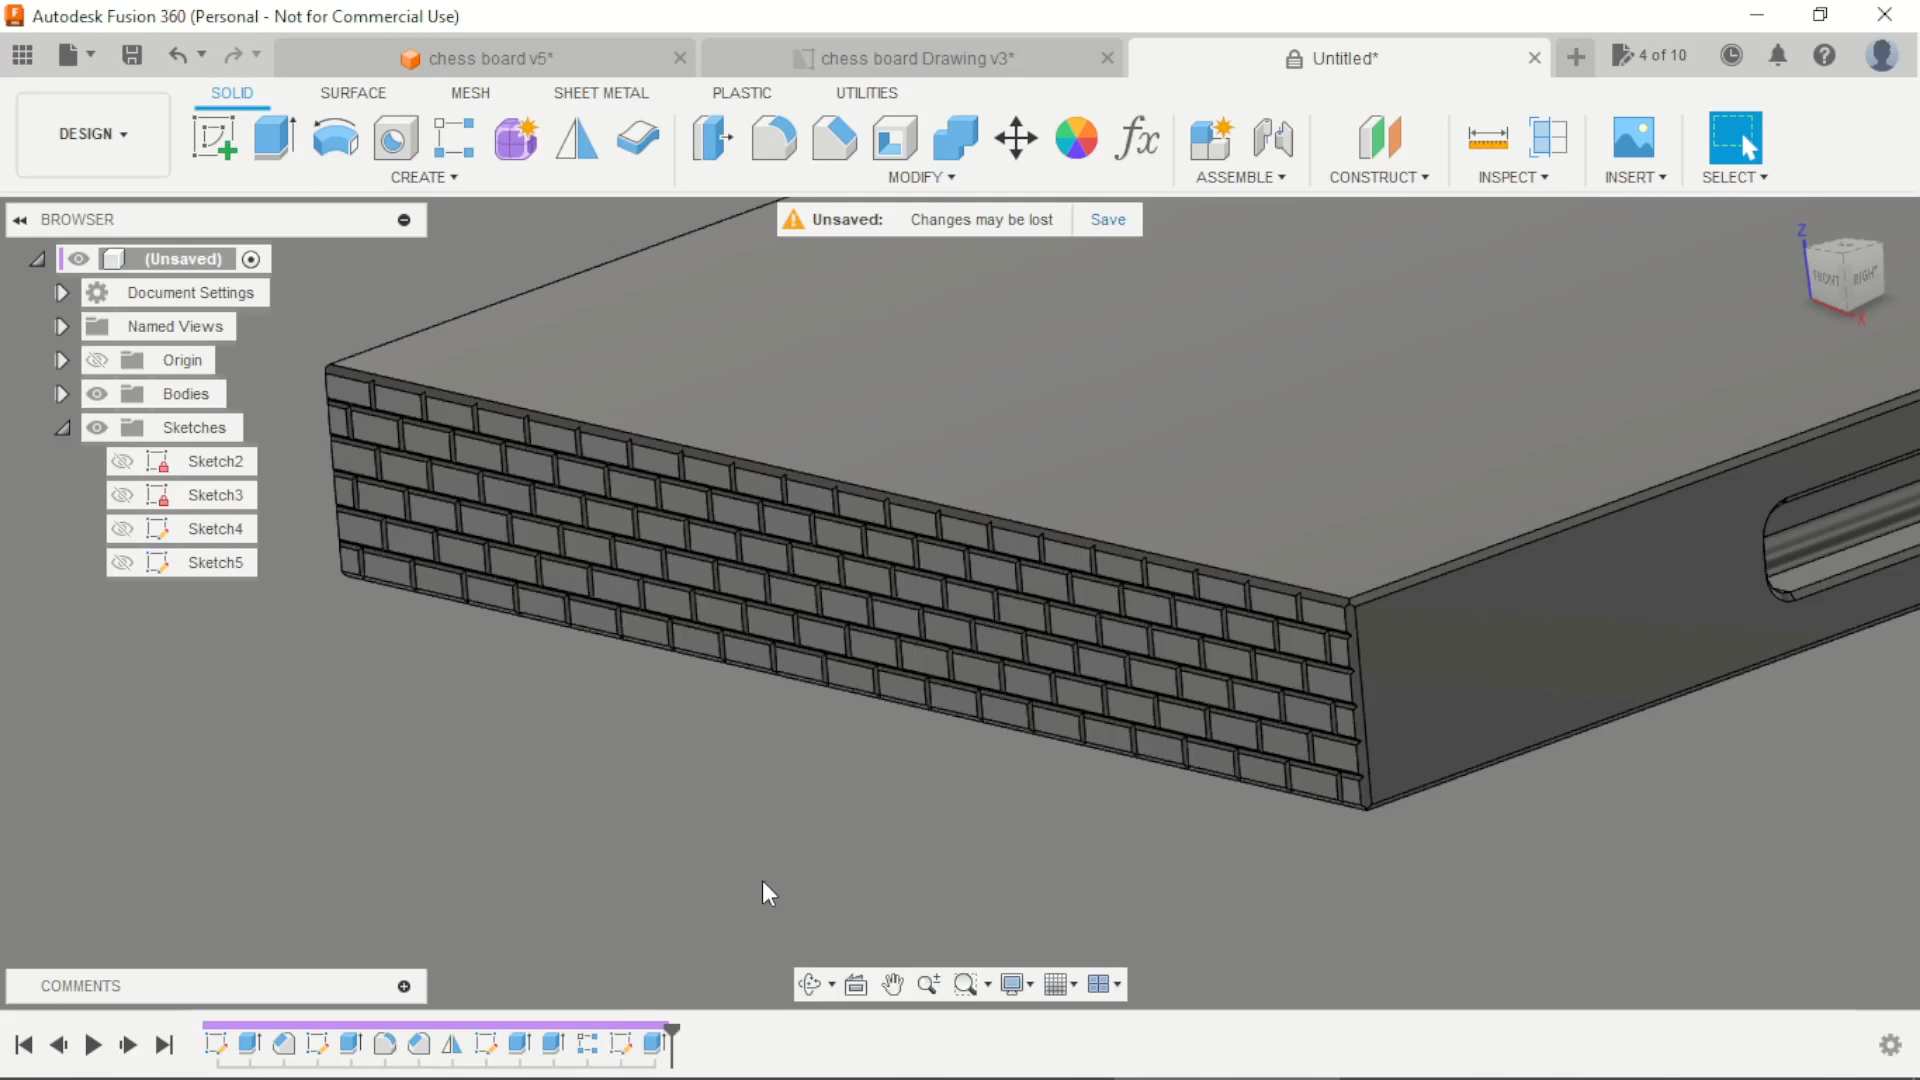 Autodesk Fusion 360 (Personal - Not for Commercial Use)
chess board v5*
chess board Drawing v3*
Untitled*
4 of 10
DESIGN
SOLID
SURFACE
MESH
SHEET METAL
PLASTIC
UTILITIES
CREATE
MODIFY
ASSEMBLE
CONSTRUCT
INSPECT
INSERT
SELECT
BROWSER
Unsaved: Changes may be lost Save
(Unsaved)
Document Settings
Named Views
Origin
Bodies
Sketches
Sketch2
Sketch3
Sketch4
Sketch5
Z
FRONT
RIGHT
X
COMMENTS